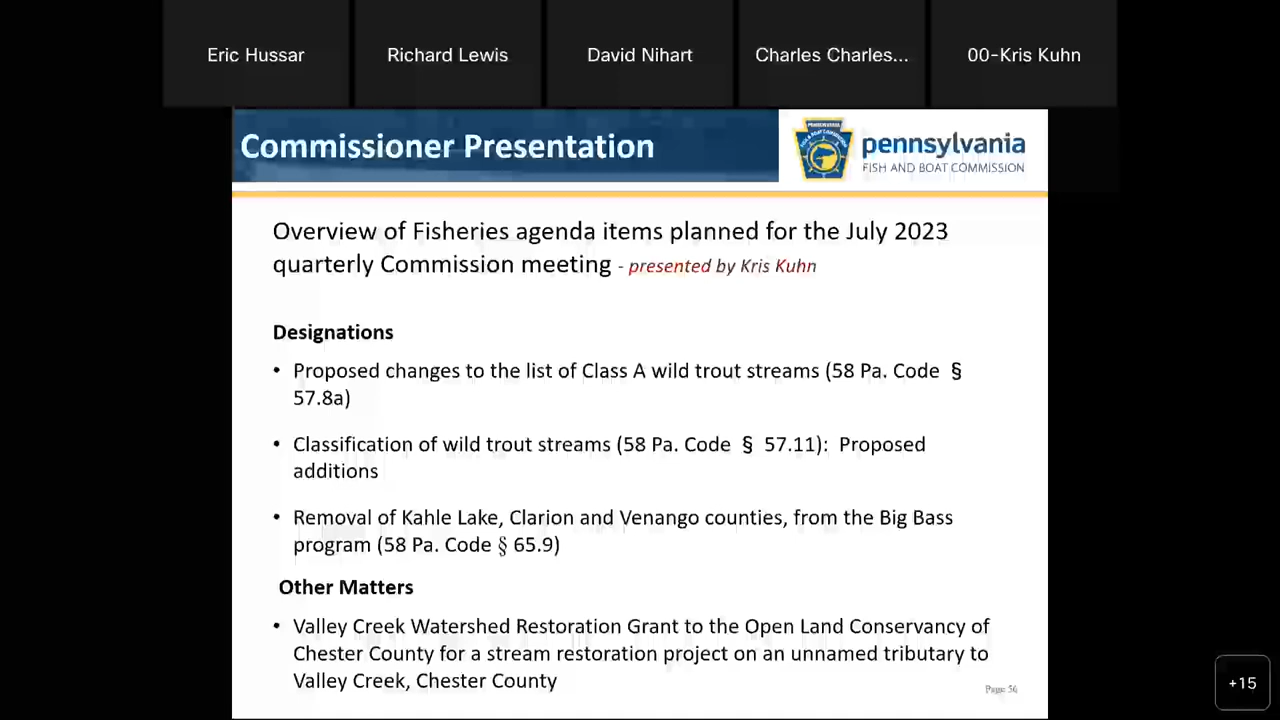 Eric Hussar
Richard Lewis
David Nihart
Charles Charles...
00-Kris Kuhn
Commissioner Presentation
pennsylvania
FISH AND BOAT COMMISSION
Overview of Fisheries agenda items planned for the July 2023
quarterly Commission meeting - presented by Kris Kuhn
Designations
• Proposed changes to the list of Class A wild trout streams (58 Pa. Code §
57.8a)
• Classification of wild trout streams (58 Pa. Code § 57.11): Proposed
additions
• Removal of Kahle Lake, Clarion and Venango counties, from the Big Bass
program (58 Pa. Code § 65.9)
Other Matters
• Valley Creek Watershed Restoration Grant to the Open Land Conservancy of
Chester County for a stream restoration project on an unnamed tributary to
Valley Creek, Chester County
Page 56
+15